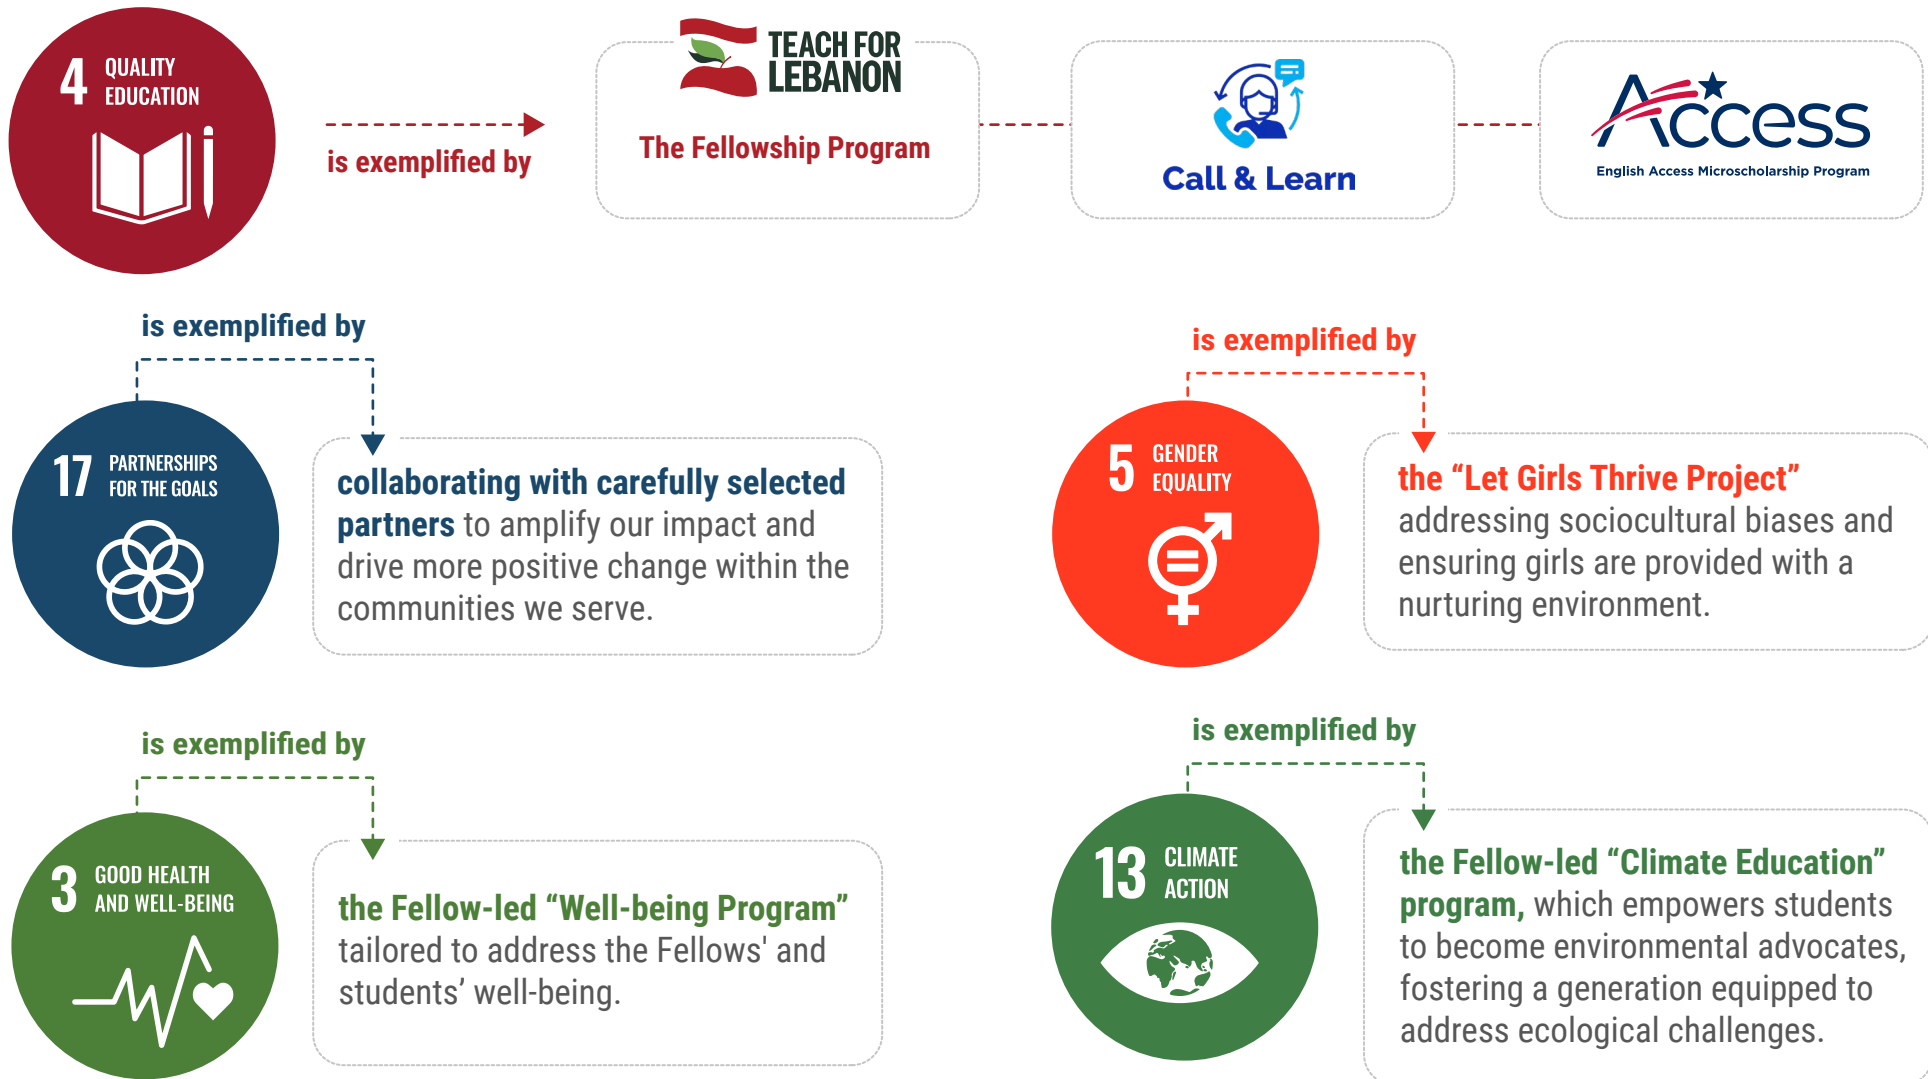 4 QUALITY
EDUCATION
is exemplified by
TEACH FOR
LEBANON
The Fellowship Program
Call & Learn
Access
English Access Microscholarship Program
is exemplified by
17 PARTNERSHIPS
FOR THE GOALS
collaborating with carefully selected
partners to amplify our impact and
drive more positive change within the
communities we serve.
is exemplified by
5 GENDER
EQUALITY
the “Let Girls Thrive Project”
addressing sociocultural biases and
ensuring girls are provided with a
nurturing environment.
is exemplified by
3 GOOD HEALTH
AND WELL-BEING
the Fellow-led “Well-being Program”
tailored to address the Fellows' and
students’ well-being.
is exemplified by
13 CLIMATE
ACTION
the Fellow-led “Climate Education”
program, which empowers students
to become environmental advocates,
fostering a generation equipped to
address ecological challenges.